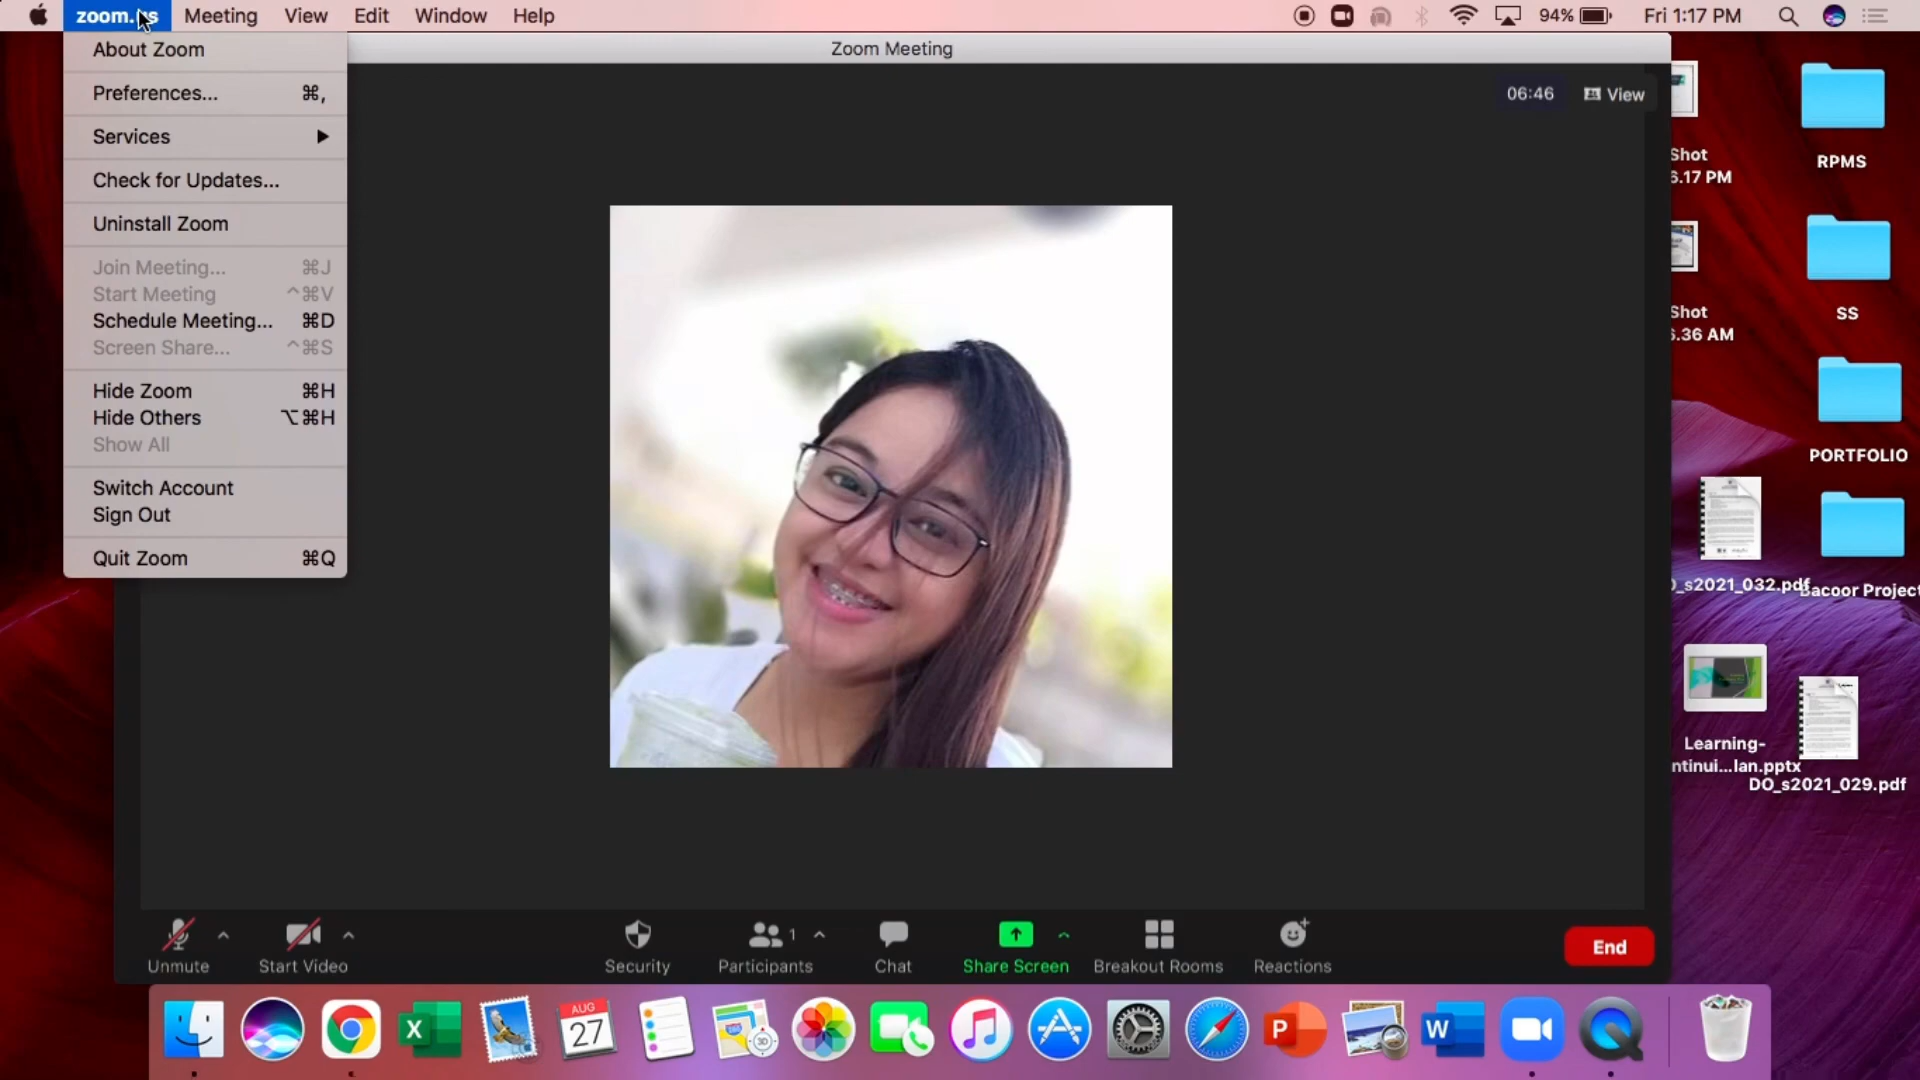 zoom.us Meeting View Edit Window Help 94% Fri 1:17 PM
About Zoom
Preferences... ⌘,
Services ▶
Check for Updates...
Uninstall Zoom
Join Meeting... ⌘J
Start Meeting ^⌘V
Schedule Meeting... ⌘D
Screen Share... ^⌘S
Hide Zoom ⌘H
Hide Others ⌥⌘H
Show All
Switch Account
Sign Out
Quit Zoom ⌘Q
Zoom Meeting
06:46 View
Shot
6.17 PM
RPMS
Shot
6.36 AM
SS
PORTFOLIO
_s2021_032.pdf
Bacoor Project
Learning-
ntinui...lan.pptx
DO_s2021_029.pdf
Unmute
Start Video
Security
1
Participants
Chat
Share Screen
Breakout Rooms
Reactions
End
X
AUG
27
3D
P
W